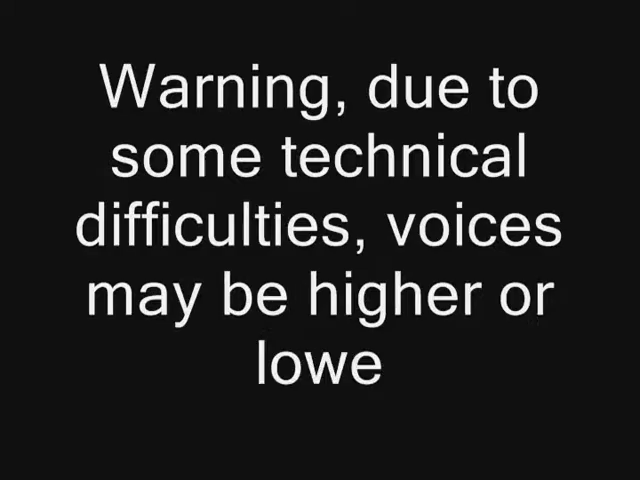 Warning, due to
some technical
difficulties, voices
may be higher or
lowe